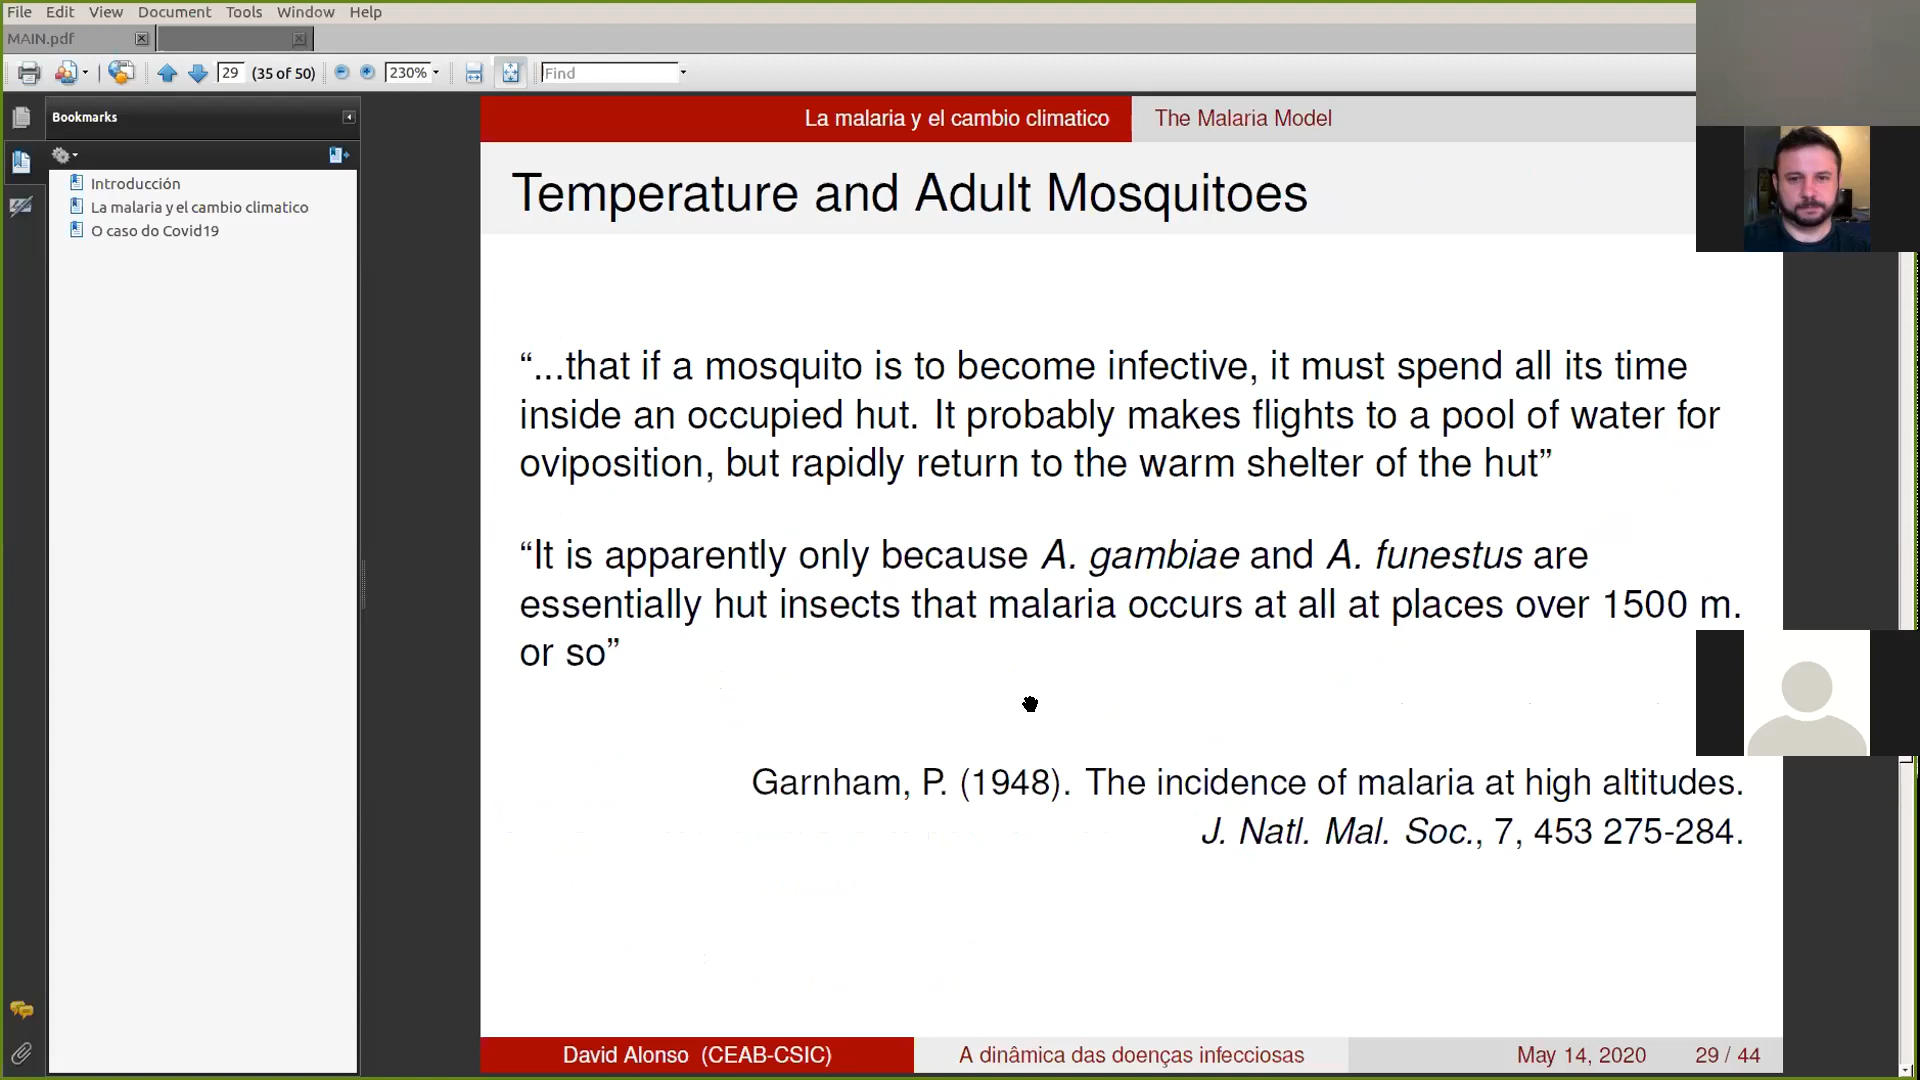 File Edit View Document Tools Window Help
MAIN.pdf
29 (35 of 50) 230% Find
Bookmarks
Introducción
La malaria y el cambio climatico
O caso do Covid19
La malaria y el cambio climatico The Malaria Model
Temperature and Adult Mosquitoes
“...that if a mosquito is to become infective, it must spend all its time
inside an occupied hut. It probably makes flights to a pool of water for
oviposition, but rapidly return to the warm shelter of the hut”
“It is apparently only because A. gambiae and A. funestus are
essentially hut insects that malaria occurs at all at places over 1500 m.
or so”
Garnham, P. (1948). The incidence of malaria at high altitudes.
J. Natl. Mal. Soc., 7, 453 275-284.
David Alonso (CEAB-CSIC) A dinâmica das doenças infecciosas May 14, 2020 29 / 44